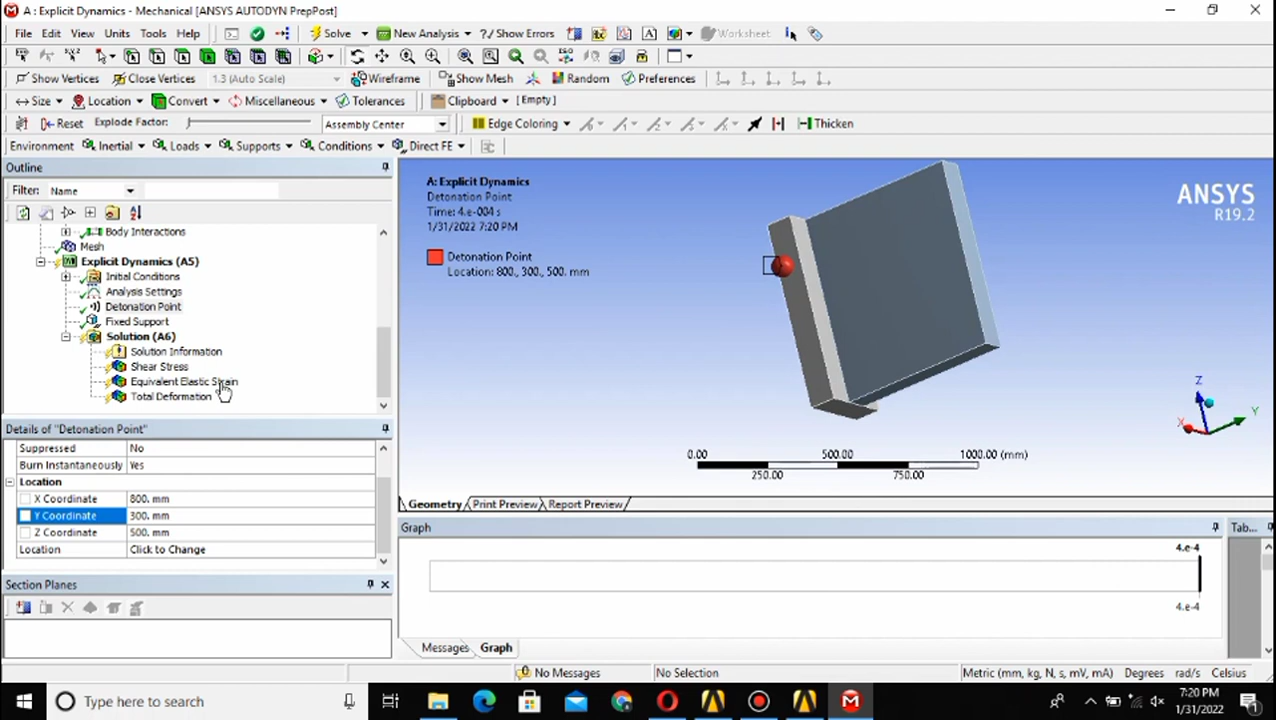 A : Explicit Dynamics - Mechanical [ANSYS AUTODYN PrepPost]
File Edit View Units Tools Help Solve New Analysis ?/ Show Errors Worksheet
Show Vertices Close Vertices 1.3 (Auto Scale) Wireframe Show Mesh Random Preferences
Size Location Convert Miscellaneous Tolerances Clipboard [Empty]
Reset Explode Factor: Assembly Center Edge Coloring Thicken
Environment Inertial Loads Supports Conditions Direct FE
Outline
Filter: Name
Body Interactions
Mesh
Explicit Dynamics (A5)
Initial Conditions
Analysis Settings
Detonation Point
Fixed Support
Solution (A6)
Solution Information
Shear Stress
Equivalent Elastic Strain
Total Deformation
Details of "Detonation Point"
Suppressed No
Burn Instantaneously Yes
Location
X Coordinate 800. mm
Y Coordinate 300. mm
Z Coordinate 500. mm
Location Click to Change
Section Planes
A: Explicit Dynamics
Detonation Point
Time: 4.e-004 s
1/31/2022 7:20 PM
Detonation Point
Location: 800., 300., 500. mm
ANSYS
R19.2
Z
X
Y
0.00 500.00 1000.00 (mm)
250.00 750.00
Geometry Print Preview Report Preview
Graph
Tab...
4.e-4
4.e-4
Messages Graph
No Messages No Selection Metric (mm, kg, N, s, mV, mA) Degrees rad/s Celsius
Type here to search
7:20 PM
1/31/2022